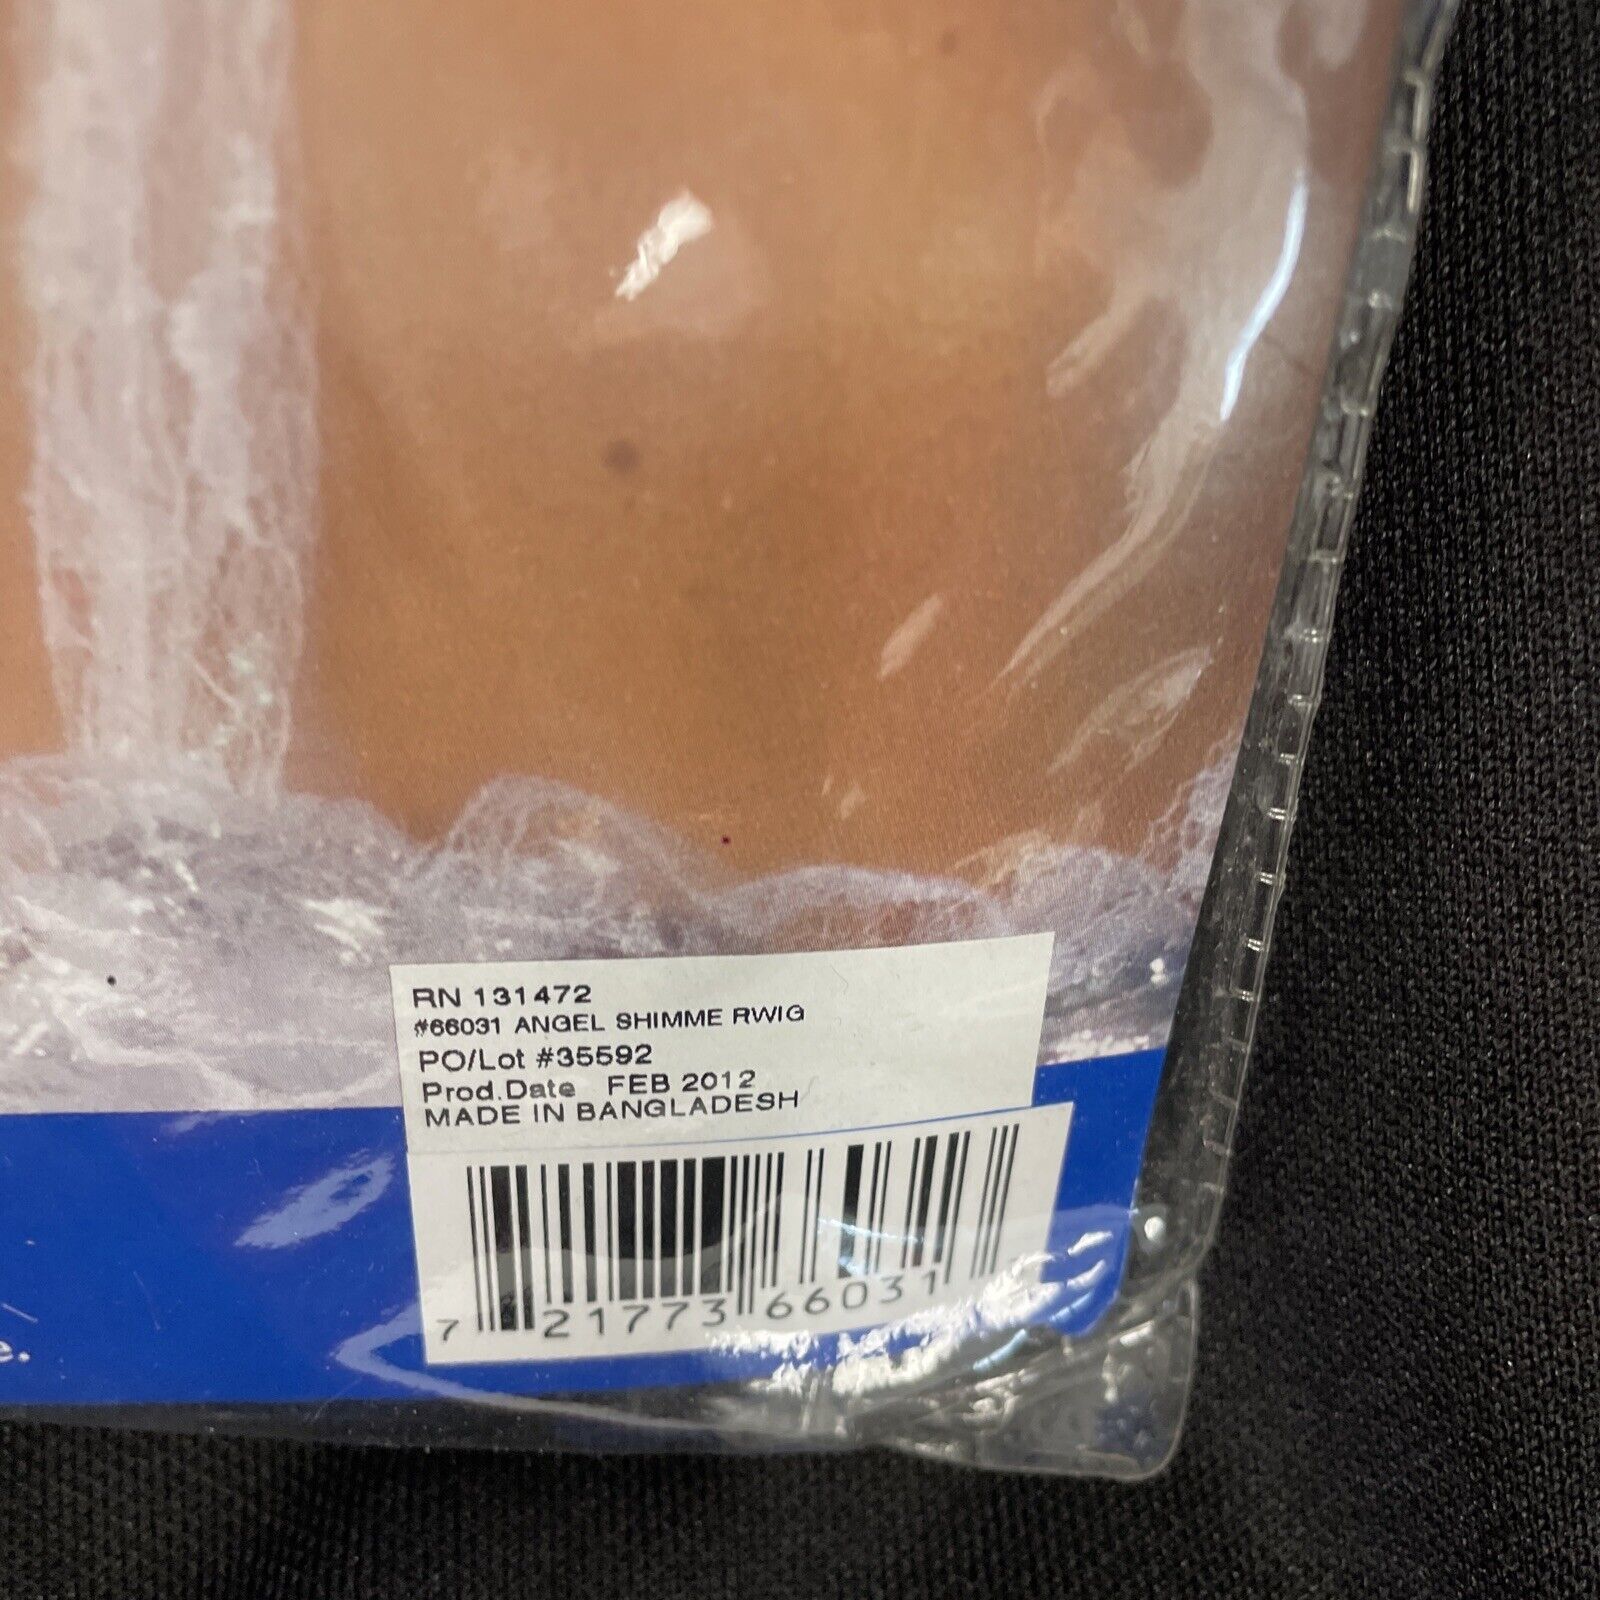 RN 131472
#66031 ANGEL SHIMME RWIG
PO/Lot #35592
Prod.Date FEB 2012
MADE IN BANGLADESH
7 21773 66031
e.